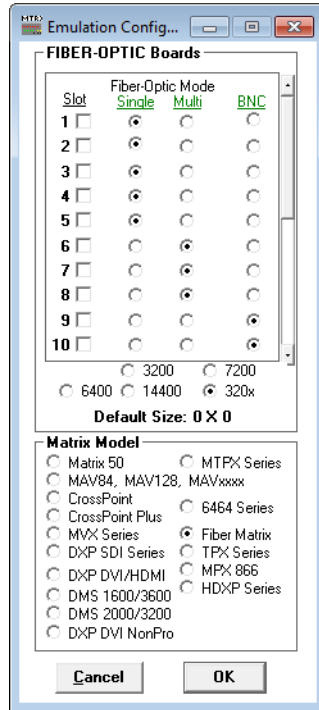 MTRX Emulation Config...
FIBER-OPTIC Boards
Fiber-Optic Mode
Slot Single Multi BNC
1
2
3
4
5
6
7
8
9
10
3200 7200
6400 14400 320x
Default Size: 0 X 0
Matrix Model
Matrix 50 MTPX Series
MAV84, MAV128, MAVxxxx
CrossPoint 6464 Series
CrossPoint Plus
MVX Series Fiber Matrix
DXP SDI Series TPX Series
DXP DVI/HDMI MPX 866
DMS 1600/3600 HDXP Series
DMS 2000/3200
DXP DVI NonPro
Cancel OK